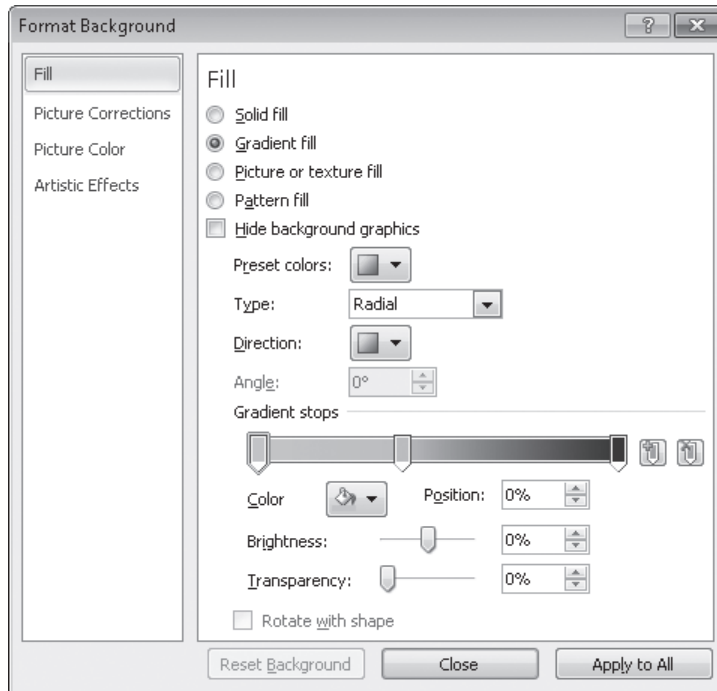 Format Background
Fill
Picture Corrections
Picture Color
Artistic Effects
Fill
Solid fill
Gradient fill
Picture or texture fill
Pattern fill
Hide background graphics
Preset colors:
Type: Radial
Direction:
Angle: 0°
Gradient stops
Color Position: 0%
Brightness: 0%
Transparency: 0%
Rotate with shape
Reset Background Close Apply to All